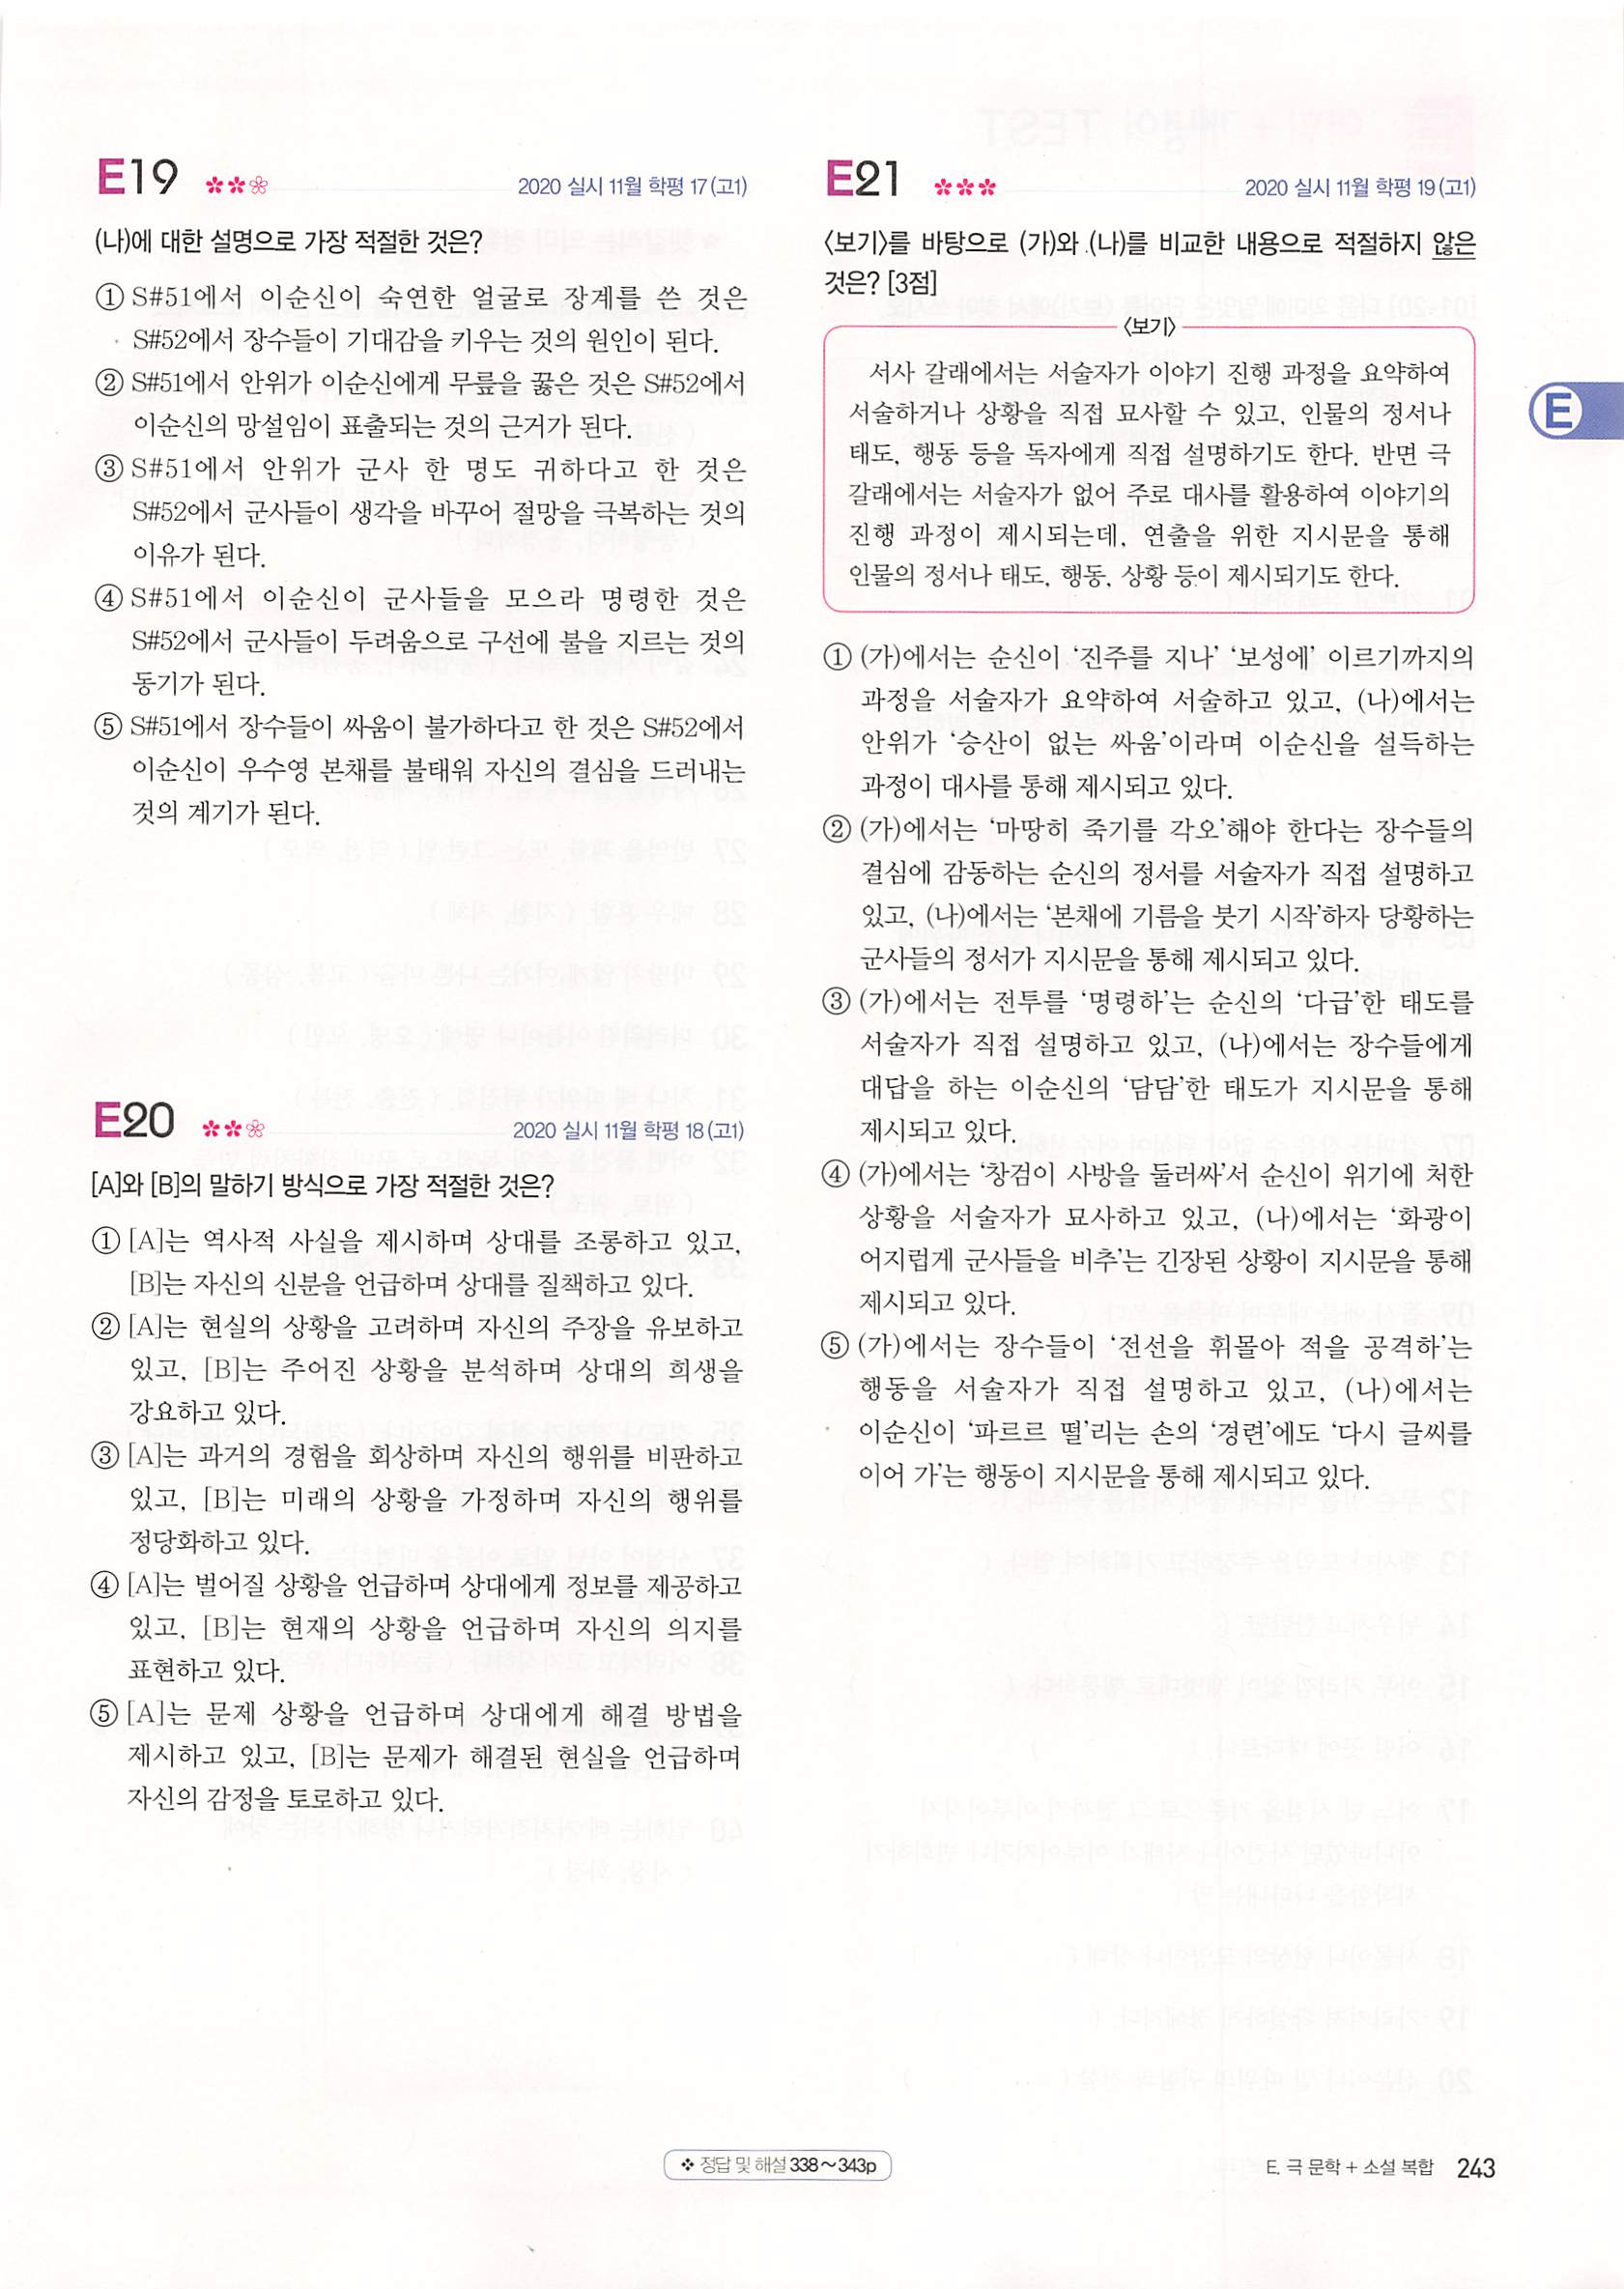 E19
2020 실시 11월 학평 17(고1)
(나)에 대한 설명으로 가장 적절한 것은?
① S#51에서 이순신이 숙연한 얼굴로 장계를 쓴 것은
S#52에서 장수들이 기대감을 키우는 것의 원인이 된다.
② S#51에서 안위가 이순신에게 무릎을 꿇은 것은 S#52에서
이순신의 망설임이 표출되는 것의 근거가 된다.
③ S#51에서 안위가 군사 한 명도 귀하다고 한 것은
S#52에서 군사들이 생각을 바꾸어 절망을 극복하는 것의
이유가 된다.
④ S#51에서 이순신이 군사들을 모으라 명령한 것은
S#52에서 군사들이 두려움으로 구선에 불을 지르는 것의
동기가 된다.
⑤ S#51에서 장수들이 싸움이 불가하다고 한 것은 S#52에서
이순신이 우수영 본채를 불태워 자신의 결심을 드러내는
것의 계기가 된다.
E20
2020 실시 11월 학평 18(고1)
[A]와 [B]의 말하기 방식으로 가장 적절한 것은?
① [A]는 역사적 사실을 제시하며 상대를 조롱하고 있고,
[B]는 자신의 신분을 언급하며 상대를 질책하고 있다.
② [A]는 현실의 상황을 고려하며 자신의 주장을 유보하고
있고, [B]는 주어진 상황을 분석하며 상대의 희생을
강요하고 있다.
③ [A]는 과거의 경험을 회상하며 자신의 행위를 비판하고
있고, [B]는 미래의 상황을 가정하며 자신의 행위를
정당화하고 있다.
④ [A]는 벌어질 상황을 언급하며 상대에게 정보를 제공하고
있고, [B]는 현재의 상황을 언급하며 자신의 의지를
표현하고 있다.
⑤ [A]는 문제 상황을 언급하며 상대에게 해결 방법을
제시하고 있고, [B]는 문제가 해결된 현실을 언급하며
자신의 감정을 토로하고 있다.
E21
2020 실시 11월 학평 19(고1)
〈보기〉를 바탕으로 (가)와 (나)를 비교한 내용으로 적절하지 않은
것은? [3점]
〈보기〉
서사 갈래에서는 서술자가 이야기 진행 과정을 요약하여
서술하거나 상황을 직접 묘사할 수 있고, 인물의 정서나
태도, 행동 등을 독자에게 직접 설명하기도 한다. 반면 극
갈래에서는 서술자가 없어 주로 대사를 활용하여 이야기의
진행 과정이 제시되는데, 연출을 위한 지시문을 통해
인물의 정서나 태도, 행동, 상황 등이 제시되기도 한다.
① (가)에서는 순신이 ‘진주를 지나’ ‘보성에’ 이르기까지의
과정을 서술자가 요약하여 서술하고 있고, (나)에서는
안위가 ‘승산이 없는 싸움’이라며 이순신을 설득하는
과정이 대사를 통해 제시되고 있다.
② (가)에서는 ‘마땅히 죽기를 각오’해야 한다는 장수들의
결심에 감동하는 순신의 정서를 서술자가 직접 설명하고
있고, (나)에서는 ‘본채에 기름을 붓기 시작’하자 당황하는
군사들의 정서가 지시문을 통해 제시되고 있다.
③ (가)에서는 전투를 ‘명령하’는 순신의 ‘다급’한 태도를
서술자가 직접 설명하고 있고, (나)에서는 장수들에게
대답을 하는 이순신의 ‘담담’한 태도가 지시문을 통해
제시되고 있다.
④ (가)에서는 ‘창검이 사방을 둘러싸’서 순신이 위기에 처한
상황을 서술자가 묘사하고 있고, (나)에서는 ‘화광이
어지럽게 군사들을 비추’는 긴장된 상황이 지시문을 통해
제시되고 있다.
⑤ (가)에서는 장수들이 ‘전선을 휘몰아 적을 공격하’는
행동을 서술자가 직접 설명하고 있고, (나)에서는
이순신이 ‘파르르 떨’리는 손의 ‘경련’에도 ‘다시 글씨를
이어 가’는 행동이 지시문을 통해 제시되고 있다.
E
❖ 정답 및 해설 338~343p
E. 극 문학 + 소설 복합 243